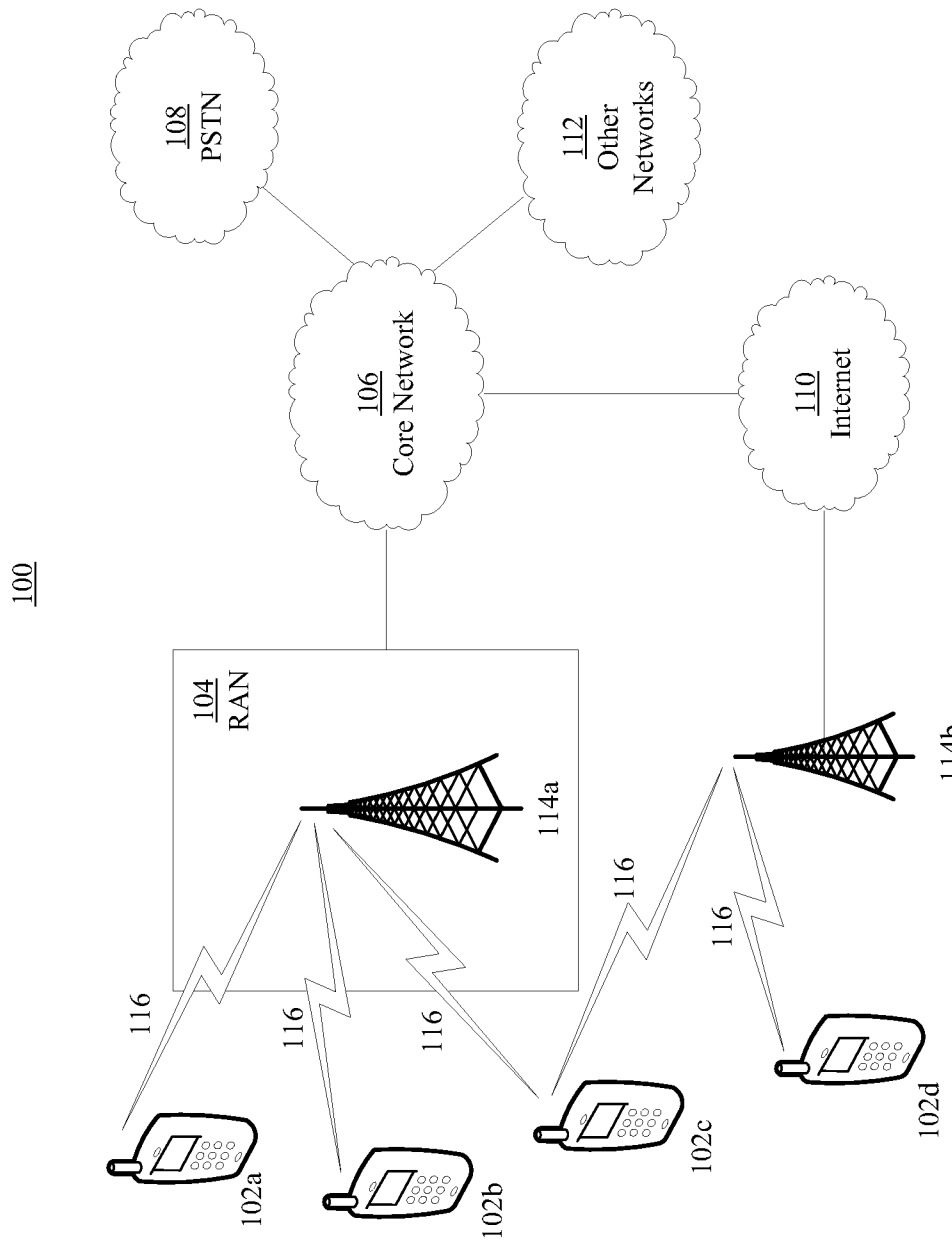 100
108
PSTN
106
Core Network
112
Other
Networks
104
RAN
110
Internet
114a
114b
116
116
116
116
116
102a
102b
102c
102d